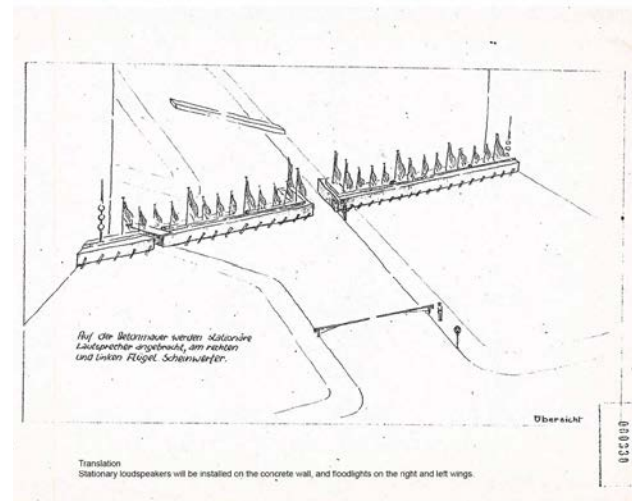 Auf der Betonmauer werden stationäre
Lautsprecher angebracht, am rechten
und linken Flügel Scheinwerfer.
Übersicht
000330
Translation
Stationary loudspeakers will be installed on the concrete wall, and floodlights on the right and left wings.